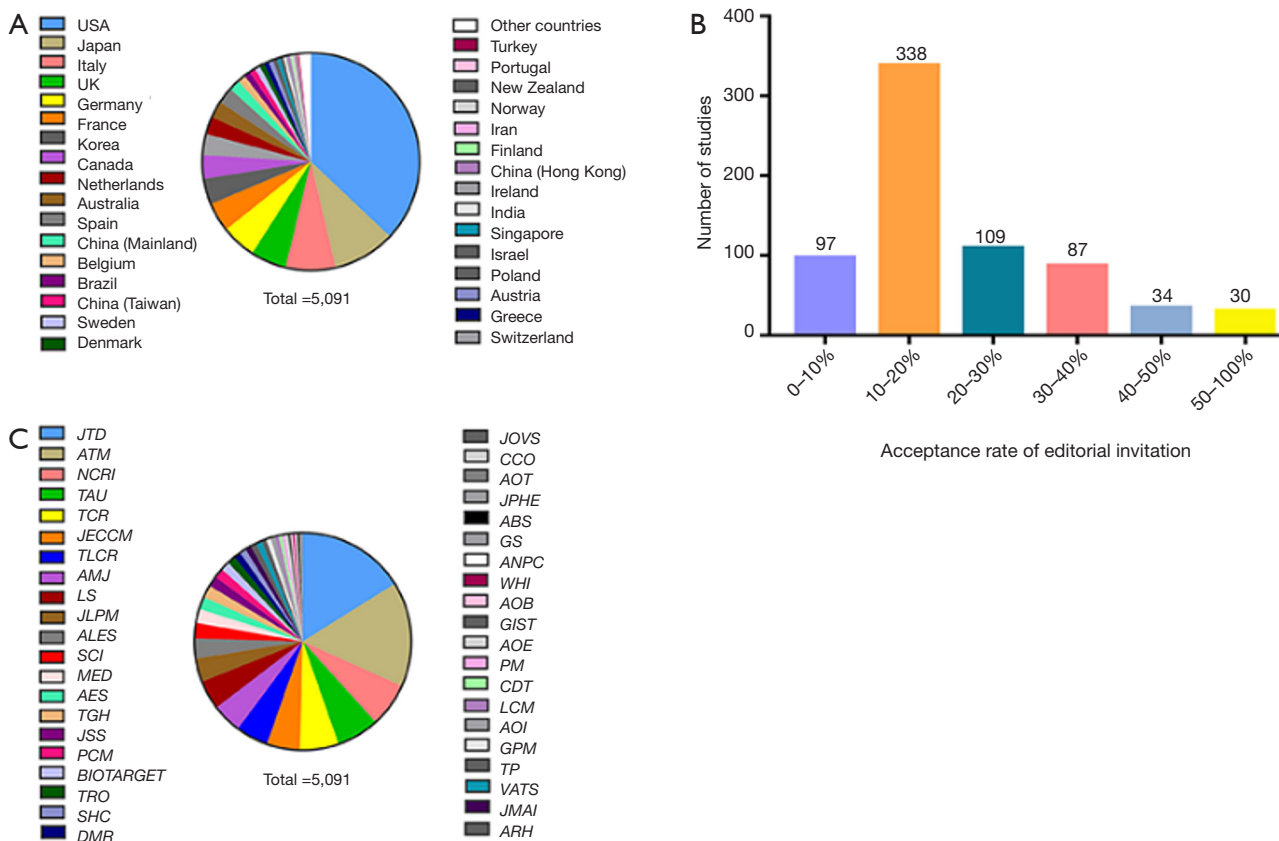 A
USA
Japan
Italy
UK
Germany
France
Korea
Canada
Netherlands
Australia
Spain
China (Mainland)
Belgium
Brazil
China (Taiwan)
Sweden
Denmark
Total =5,091
Other countries
Turkey
Portugal
New Zealand
Norway
Iran
Finland
China (Hong Kong)
Ireland
India
Singapore
Israel
Poland
Austria
Greece
Switzerland
B
Number of studies
400
300
200
100
0
97
338
109
87
34
30
0–10%
10–20%
20–30%
30–40%
40–50%
50–100%
Acceptance rate of editorial invitation
C
JTD
ATM
NCRI
TAU
TCR
JECCM
TLCR
AMJ
LS
JLPM
ALES
SCI
MED
AES
TGH
JSS
PCM
BIOTARGET
TRO
SHC
DMR
Total =5,091
JOVS
CCO
AOT
JPHE
ABS
GS
ANPC
WHI
AOB
GIST
AOE
PM
CDT
LCM
AOI
GPM
TP
VATS
JMAI
ARH